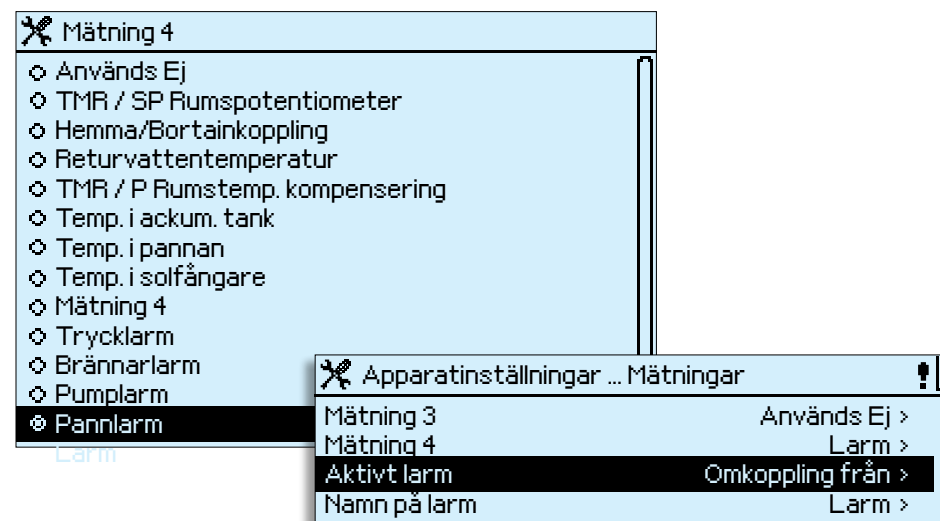 Mätning 4
Används Ej
TMR / SP Rumspotentiometer
Hemma/Bortainkoppling
Returvattentemperatur
TMR / P Rumstemp. kompensering
Temp. i ackum. tank
Temp. i pannan
Temp. i solfångare
Mätning 4
Trycklarm
Brännarlarm
Pumplarm
Pannlarm
Larm
Apparatinställningar ... Mätningar !
Mätning 3 Används Ej >
Mätning 4 Larm >
Aktivt larm Omkoppling från >
Namn på larm Larm >